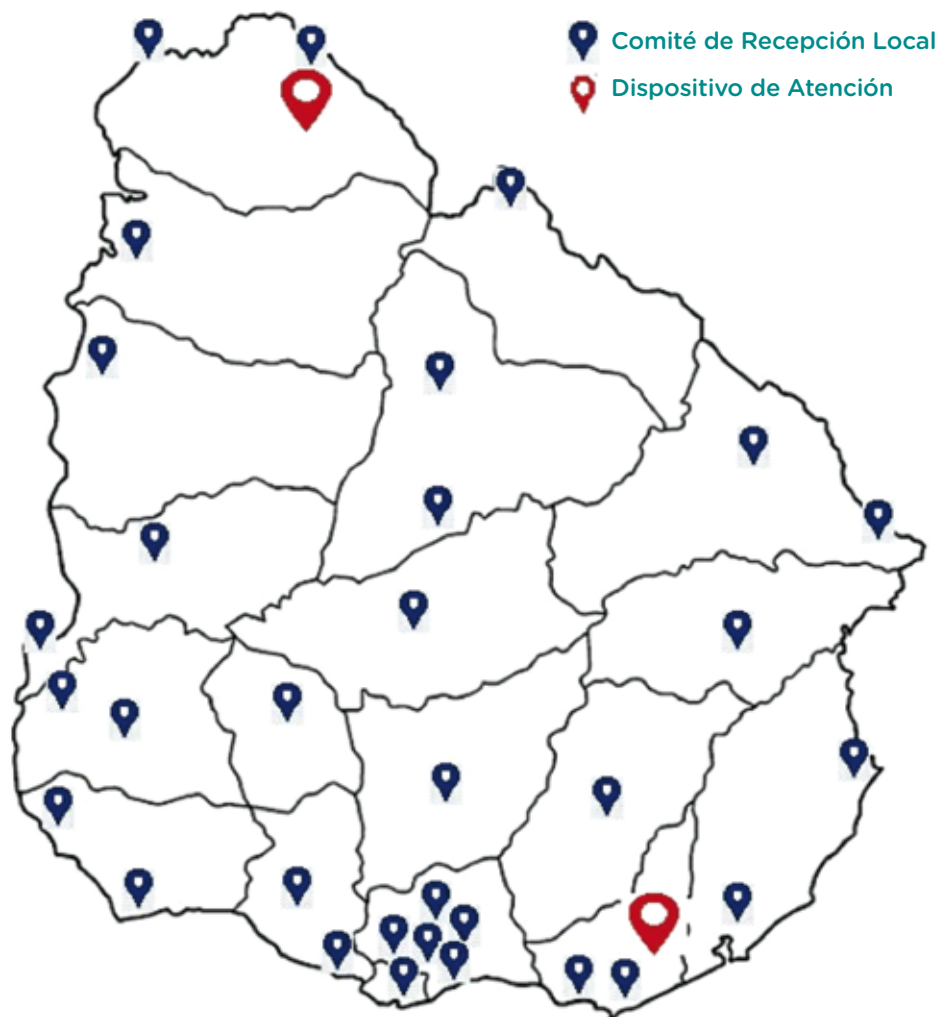 Comité de Recepción Local
Dispositivo de Atención